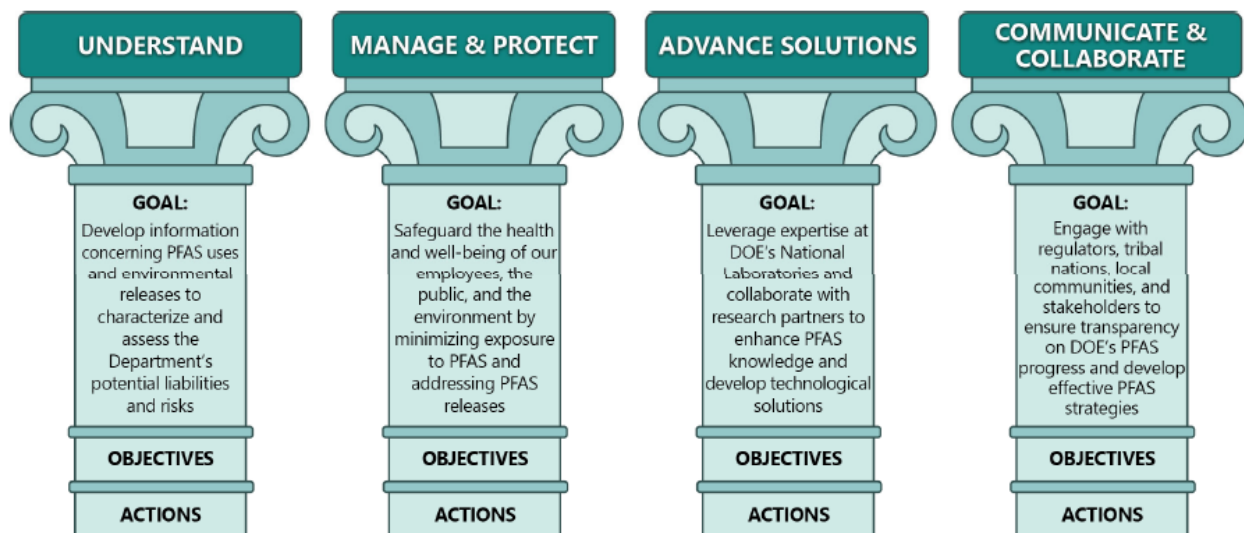 UNDERSTAND
GOAL:
Develop information
concerning PFAS uses
and environmental
releases to
characterize and
assess the
Department's
potential liabilities
and risks
OBJECTIVES
ACTIONS
MANAGE & PROTECT
GOAL:
Safeguard the health
and well-being of our
employees, the
public, and the
environment by
minimizing exposure
to PFAS and
addressing PFAS
releases
OBJECTIVES
ACTIONS
ADVANCE SOLUTIONS
GOAL:
Leverage expertise at
DOE's National
Laboratories and
collaborate with
research partners to
enhance PFAS
knowledge and
develop technological
solutions
OBJECTIVES
ACTIONS
COMMUNICATE &
COLLABORATE
GOAL:
Engage with
regulators, tribal
nations, local
communities, and
stakeholders to
ensure transparency
on DOE's PFAS
progress and develop
effective PFAS
strategies
OBJECTIVES
ACTIONS